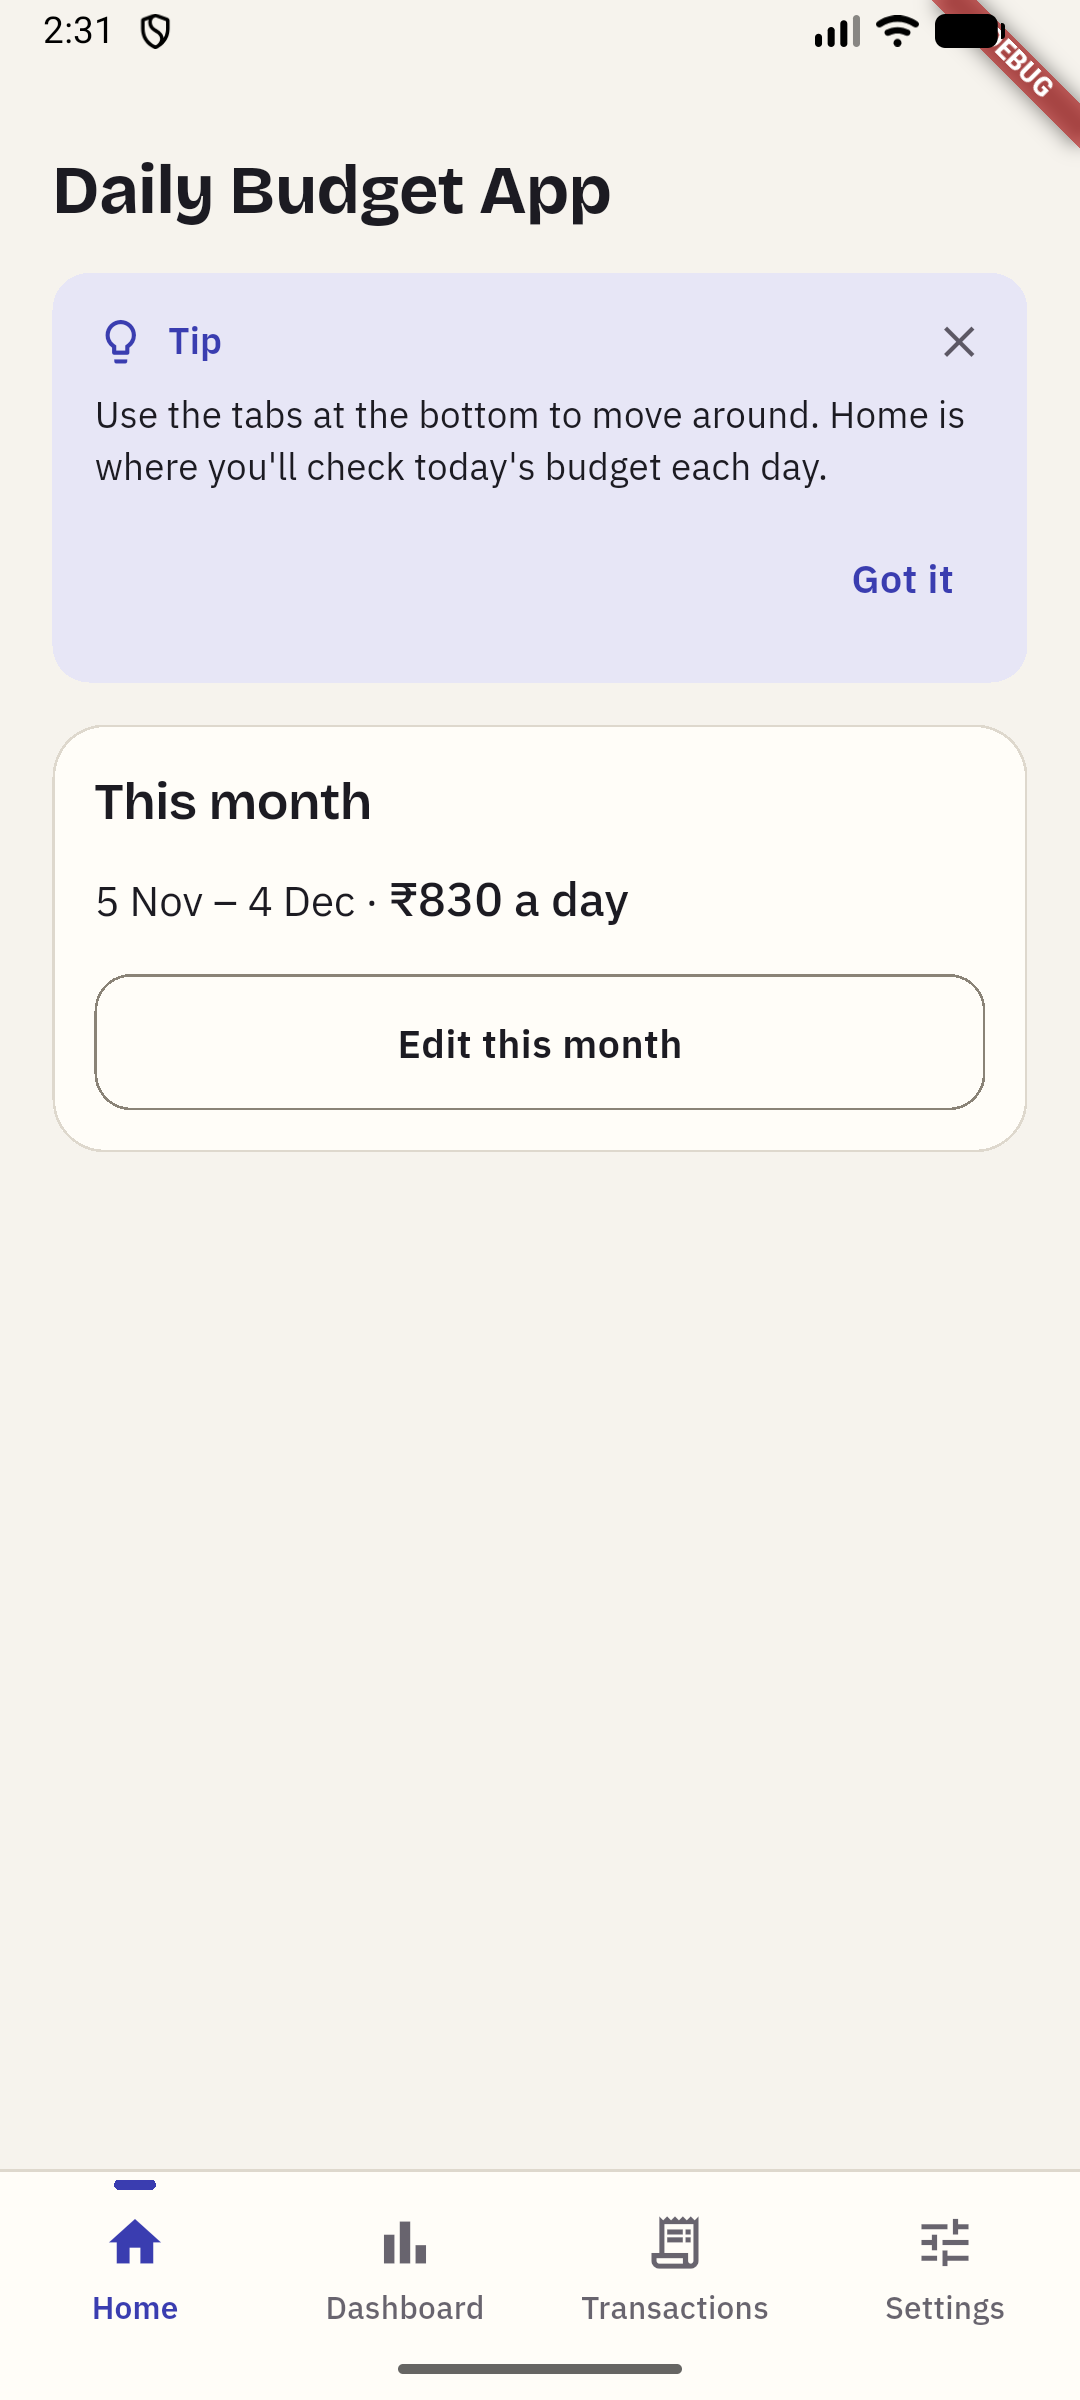 2:31
EBUG
Daily Budget App
Tip
Use the tabs at the bottom to move around. Home is
where you'll check today's budget each day.
Got it
This month
5 Nov – 4 Dec · ₹830 a day
Edit this month
Home
Dashboard
Transactions
Settings